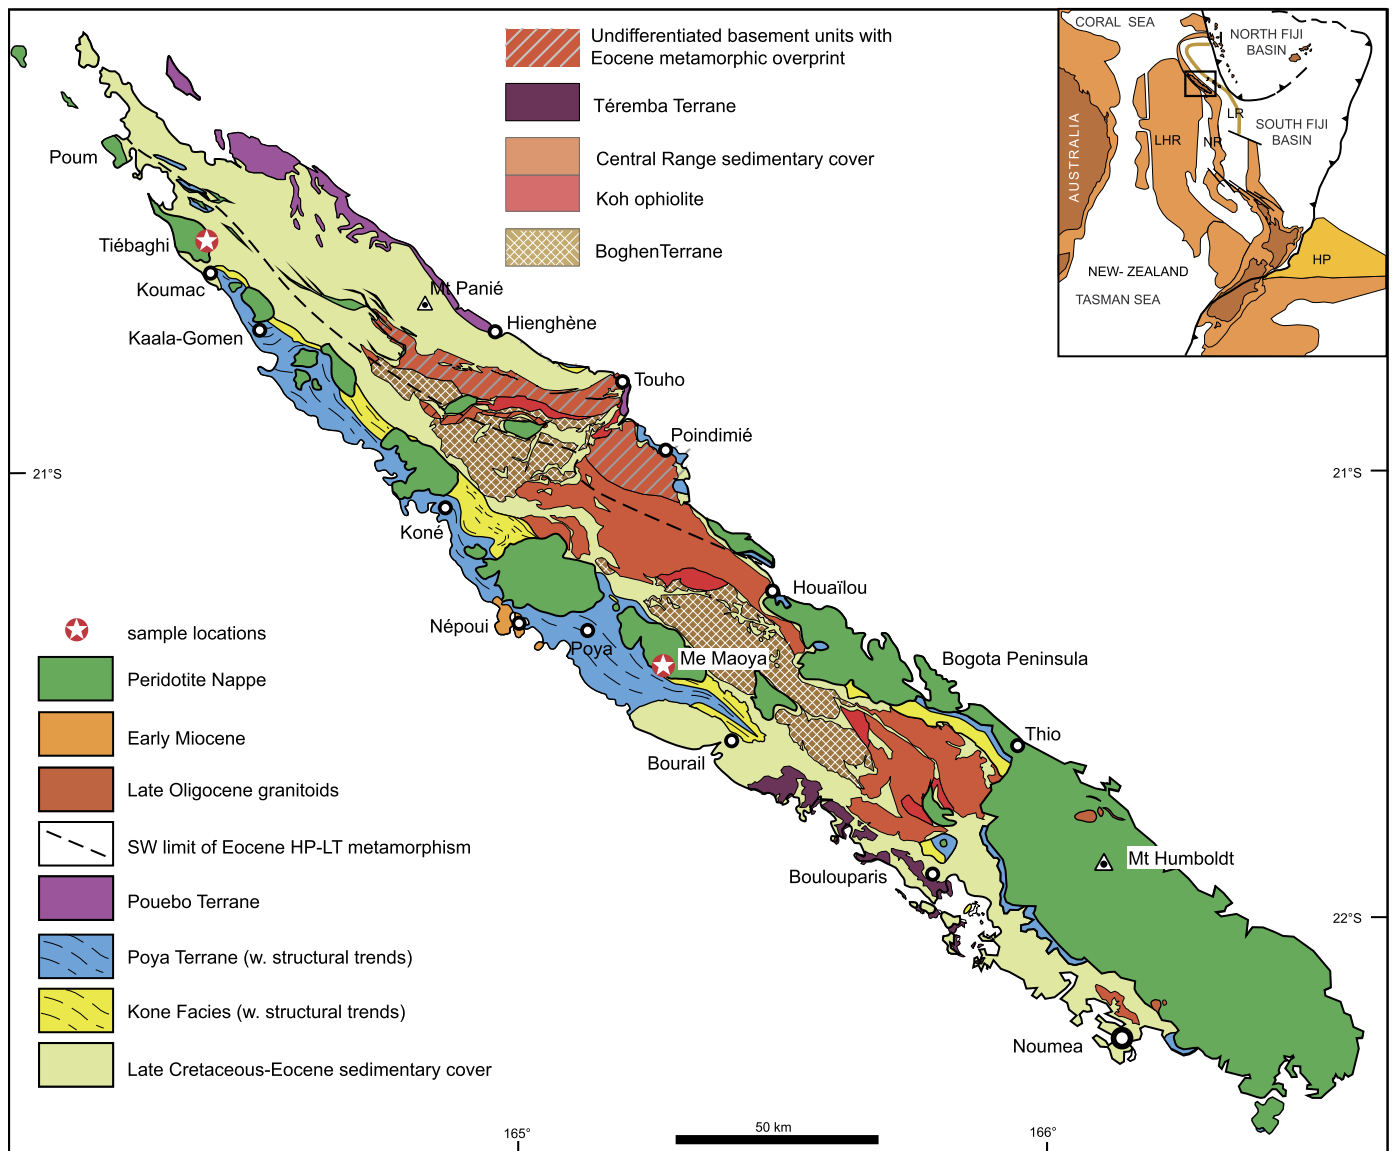 Undifferentiated basement units with
Eocene metamorphic overprint
Téremba Terrane
Central Range sedimentary cover
Koh ophiolite
BoghenTerrane
CORAL SEA
NORTH FIJI
BASIN
SOUTH FIJI
BASIN
AUSTRALIA
LHR
NR
LR
HP
NEW- ZEALAND
TASMAN SEA
Poum
Tiébaghi
Koumac
Kaala-Gomen
Mt Panié
Hienghène
Touho
Poindimié
21°S
21°S
Koné
Houaïlou
Népoui
Poya
Me Maoya
Bogota Peninsula
Thio
Bourail
Mt Humboldt
Boulouparis
22°S
Noumea
sample locations
Peridotite Nappe
Early Miocene
Late Oligocene granitoids
SW limit of Eocene HP-LT metamorphism
Pouebo Terrane
Poya Terrane (w. structural trends)
Kone Facies (w. structural trends)
Late Cretaceous-Eocene sedimentary cover
165°
50 km
166°